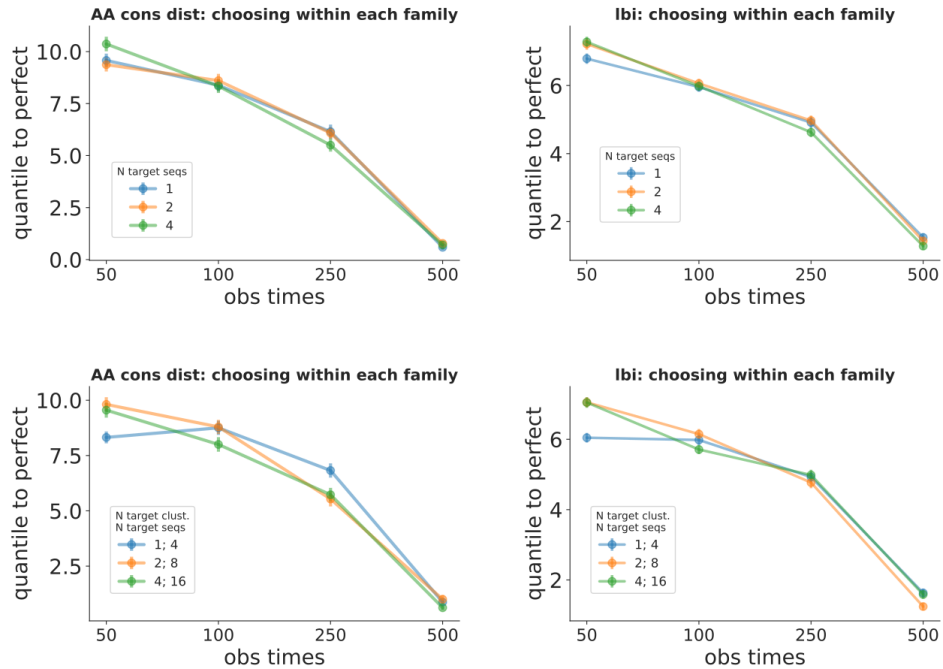 AA cons dist: choosing within each family
quantile to perfect
10.0
7.5
5.0
2.5
0.0
N target seqs
1
2
4
50 100 250 500
obs times
lbi: choosing within each family
quantile to perfect
6
4
2
N target seqs
1
2
4
50 100 250 500
obs times
AA cons dist: choosing within each family
quantile to perfect
10.0
7.5
5.0
2.5
N target clust.
N target seqs
1; 4
2; 8
4; 16
50 100 250 500
obs times
lbi: choosing within each family
quantile to perfect
6
4
2
N target clust.
N target seqs
1; 4
2; 8
4; 16
50 100 250 500
obs times